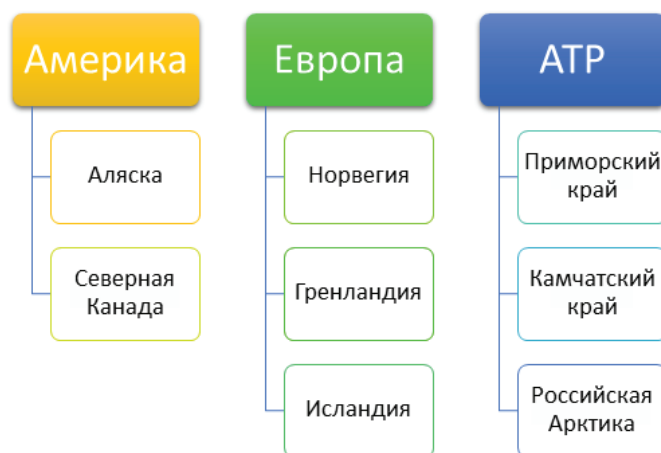 Америка
Аляска
Северная
Канада
Европа
Норвегия
Гренландия
Исландия
АТР
Приморский
край
Камчатский
край
Российская
Арктика